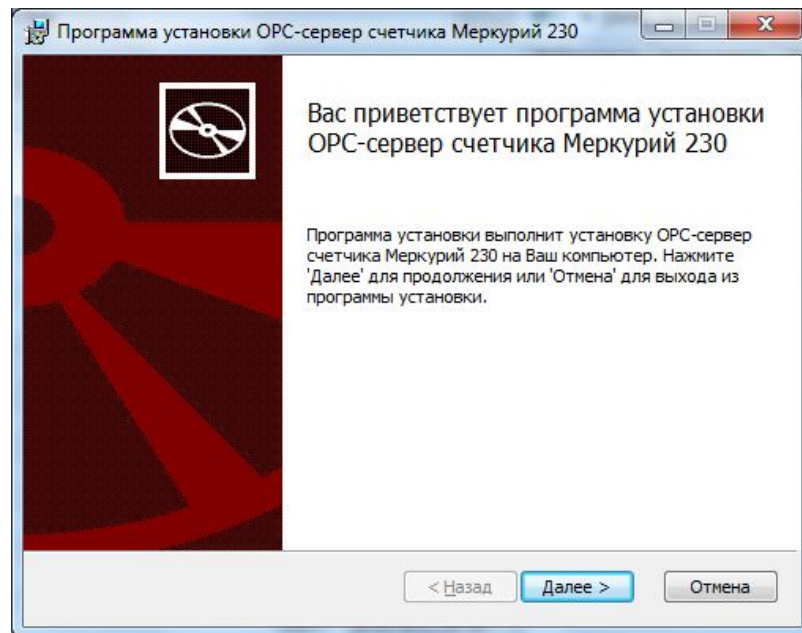 Программа установки OPC-сервер счетчика Меркурий 230
Вас приветствует программа установки
OPC-сервер счетчика Меркурий 230
Программа установки выполнит установку OPC-сервер
счетчика Меркурий 230 на Ваш компьютер. Нажмите
'Далее' для продолжения или 'Отмена' для выхода из
программы установки.
< Назад
Далее >
Отмена